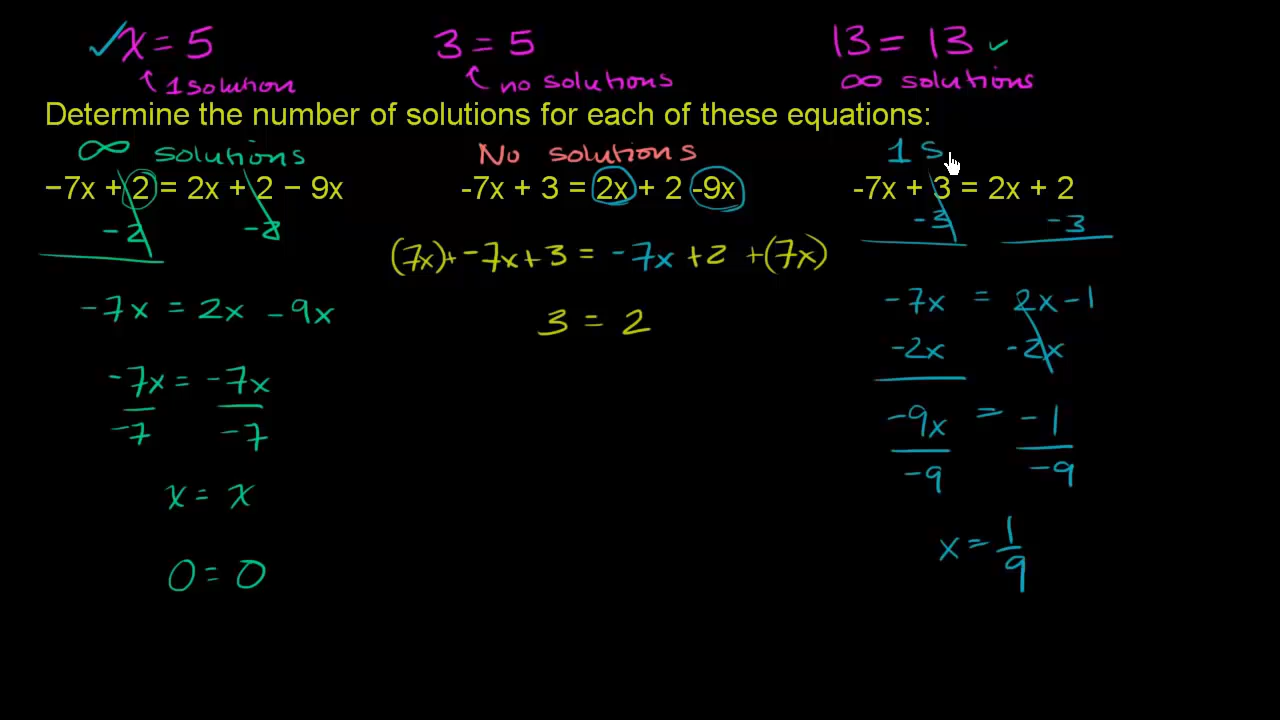 ✓ x = 5 3 = 5 13 = 13 ✓
1 solution no solutions ∞ solutions
Determine the number of solutions for each of these equations:
∞ solutions
−7x + 2 = 2x + 2 − 9x
-2 -2
-7x = 2x - 9x
-7x = -7x
-7 -7
x = x
0 = 0
No solutions
-7x + 3 = 2x + 2 -9x
(7x)+ -7x+3 = -7x +2 +(7x)
3 = 2
1 s
-7x + 3 = 2x + 2
-3 -3
-7x = 2x -1
-2x -2x
-9x = -1
-9 -9
x = 1/9